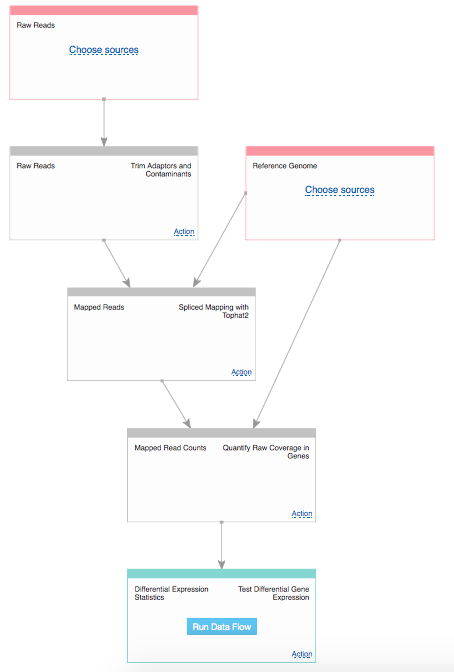 Raw Reads
Choose sources
Raw Reads
Trim Adaptors and
Contaminants
Action
Reference Genome
Choose sources
Mapped Reads
Spliced Mapping with
Tophat2
Action
Mapped Read Counts
Quantify Raw Coverage in
Genes
Action
Differential Expression
Statistics
Test Differential Gene
Expression
Run Data Flow
Action